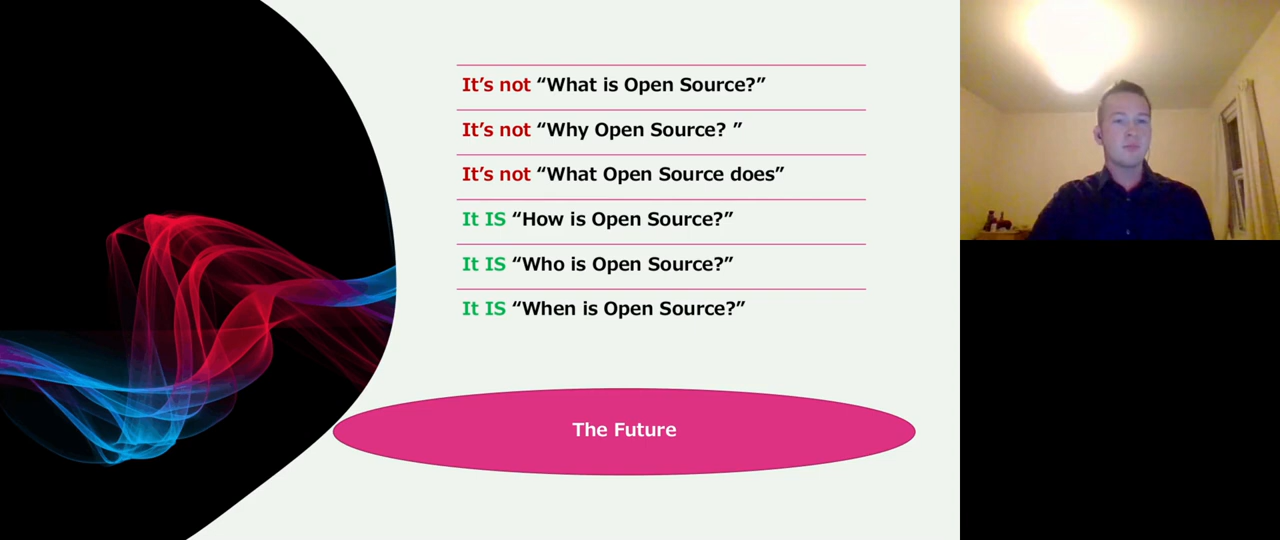 It’s not “What is Open Source?”
It’s not “Why Open Source? ”
It’s not “What Open Source does”
It IS “How is Open Source?”
It IS “Who is Open Source?”
It IS “When is Open Source?”
The Future